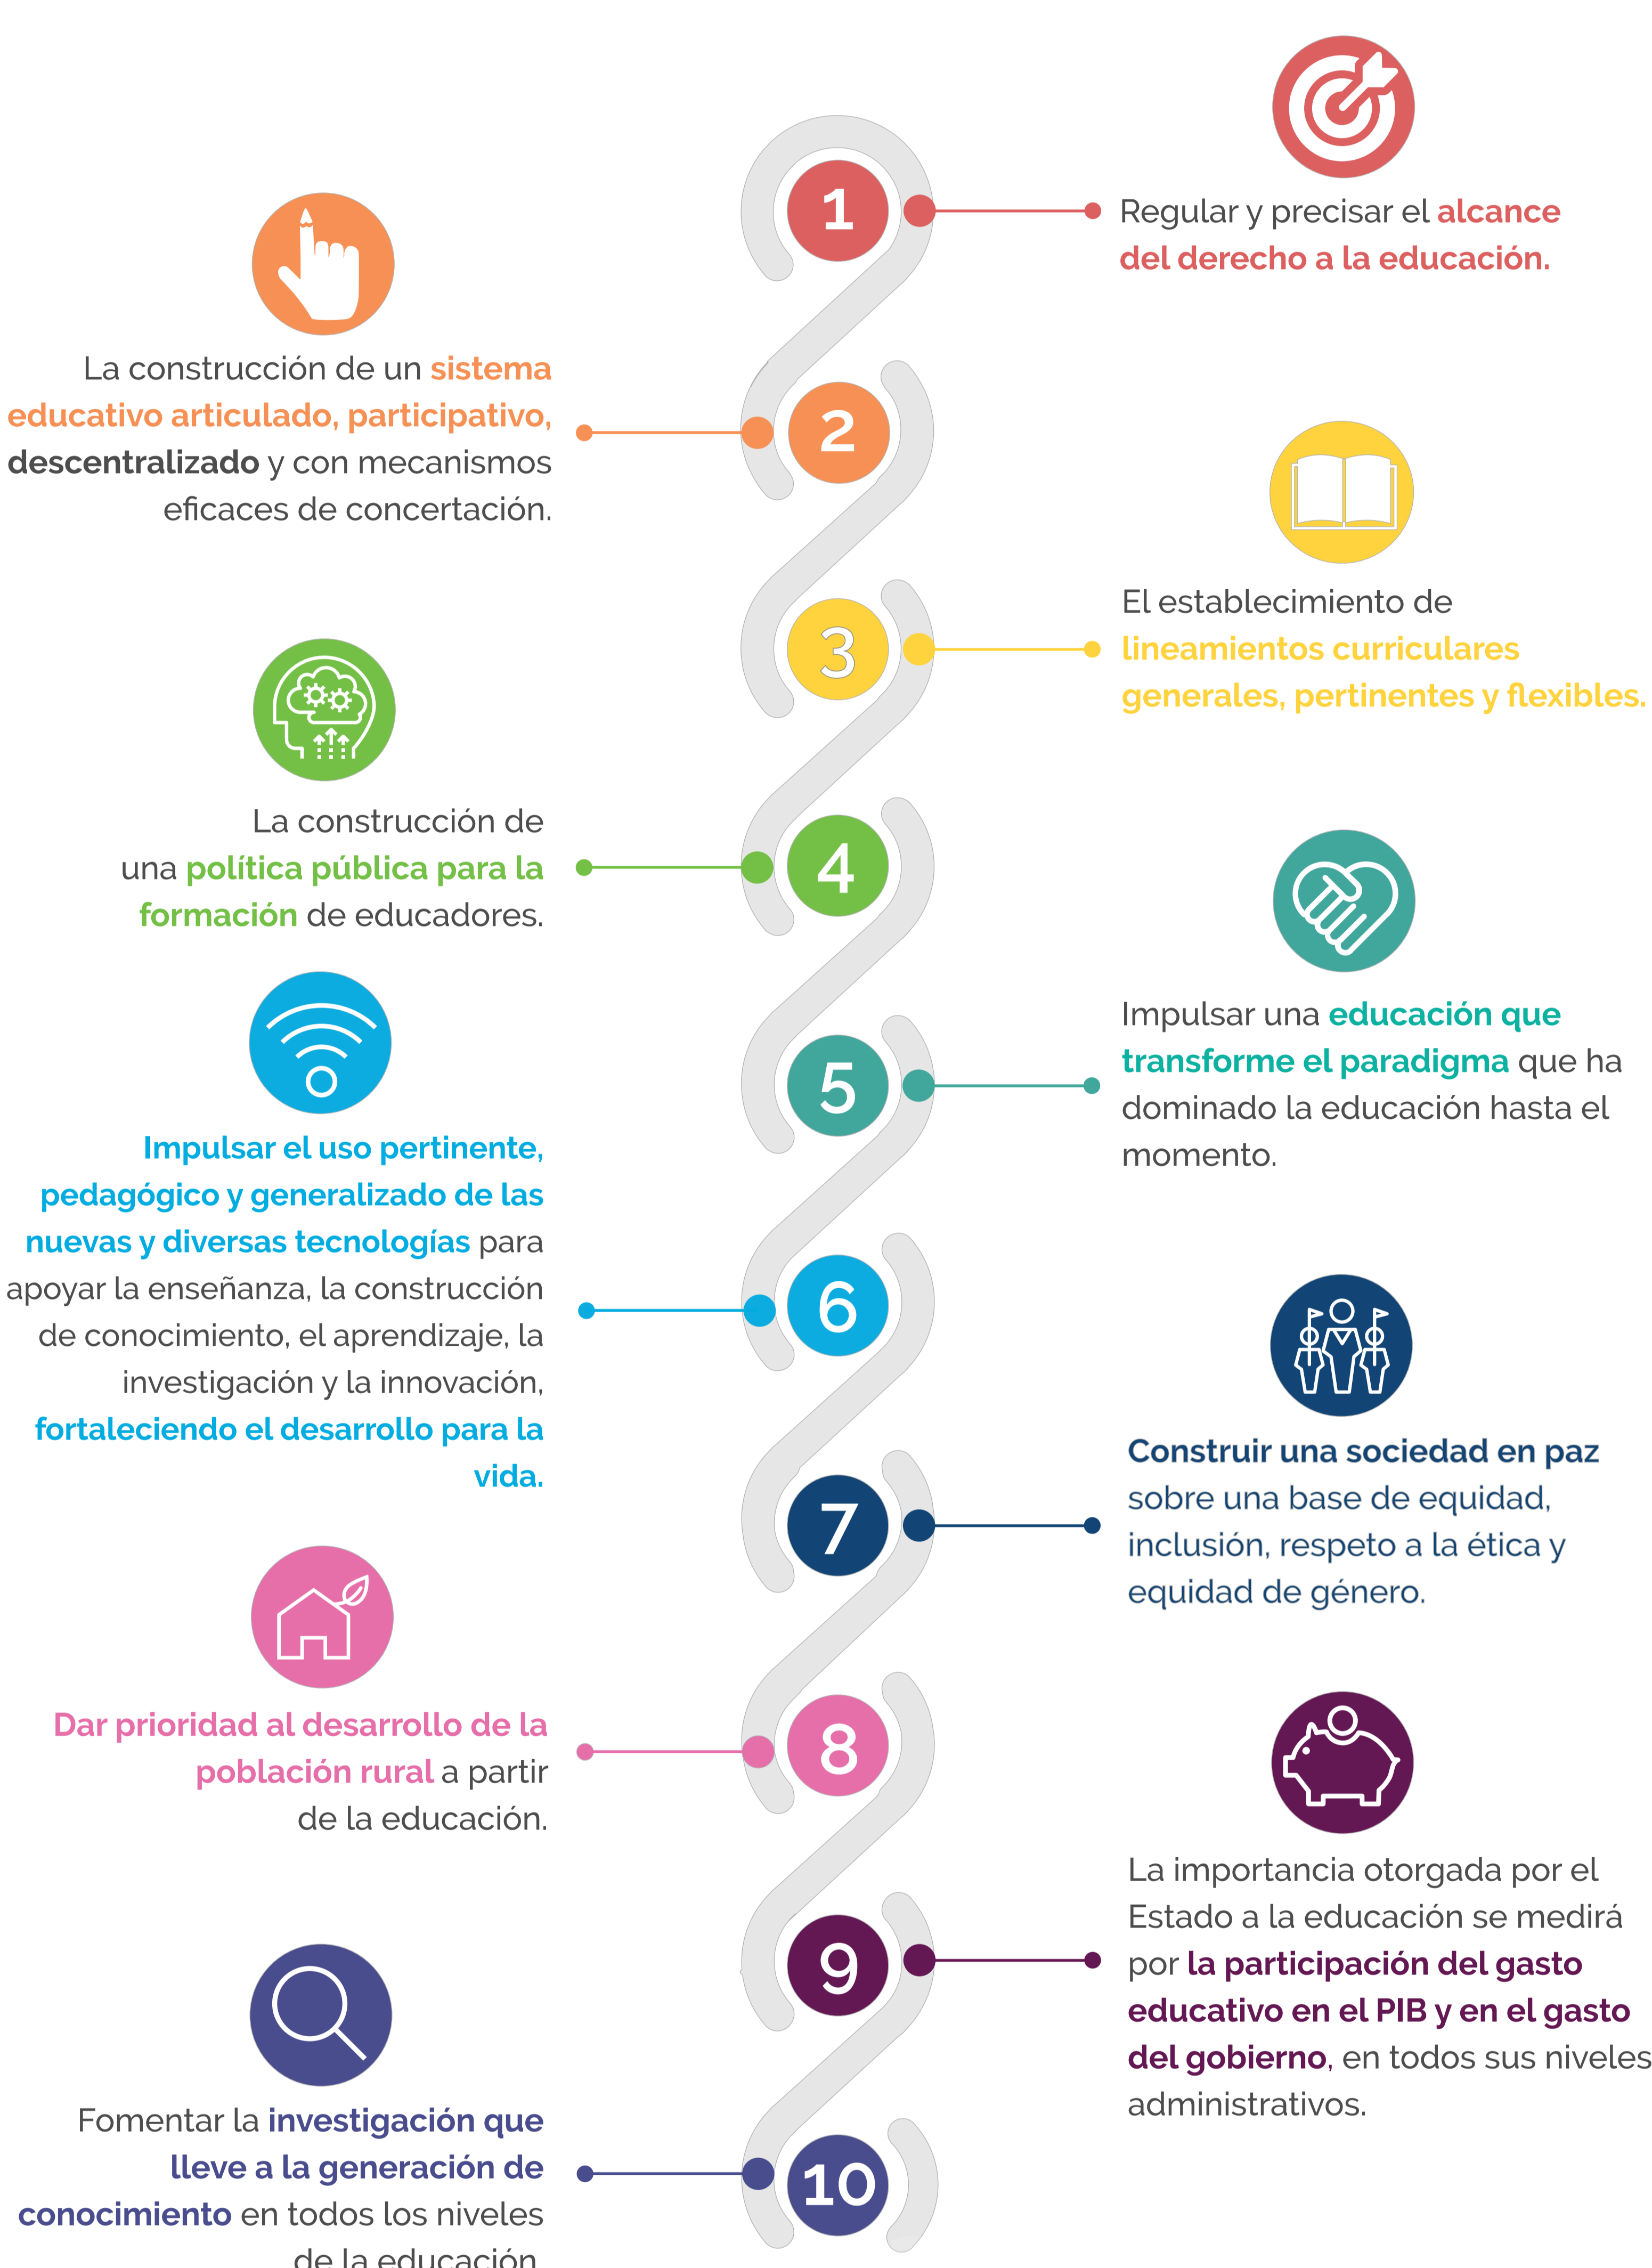 1
Regular y precisar el alcance
del derecho a la educación.
2
La construcción de un sistema
educativo articulado, participativo,
descentralizado y con mecanismos
eficaces de concertación.
3
El establecimiento de
lineamientos curriculares
generales, pertinentes y flexibles.
4
La construcción de
una política pública para la
formación de educadores.
5
Impulsar una educación que
transforme el paradigma que ha
dominado la educación hasta el
momento.
6
Impulsar el uso pertinente,
pedagógico y generalizado de las
nuevas y diversas tecnologías para
apoyar la enseñanza, la construcción
de conocimiento, el aprendizaje, la
investigación y la innovación,
fortaleciendo el desarrollo para la
vida.
7
Construir una sociedad en paz
sobre una base de equidad,
inclusión, respeto a la ética y
equidad de género.
8
Dar prioridad al desarrollo de la
población rural a partir
de la educación.
9
La importancia otorgada por el
Estado a la educación se medirá
por la participación del gasto
educativo en el PIB y en el gasto
del gobierno, en todos sus niveles
administrativos.
10
Fomentar la investigación que
lleve a la generación de
conocimiento en todos los niveles
de la educación.